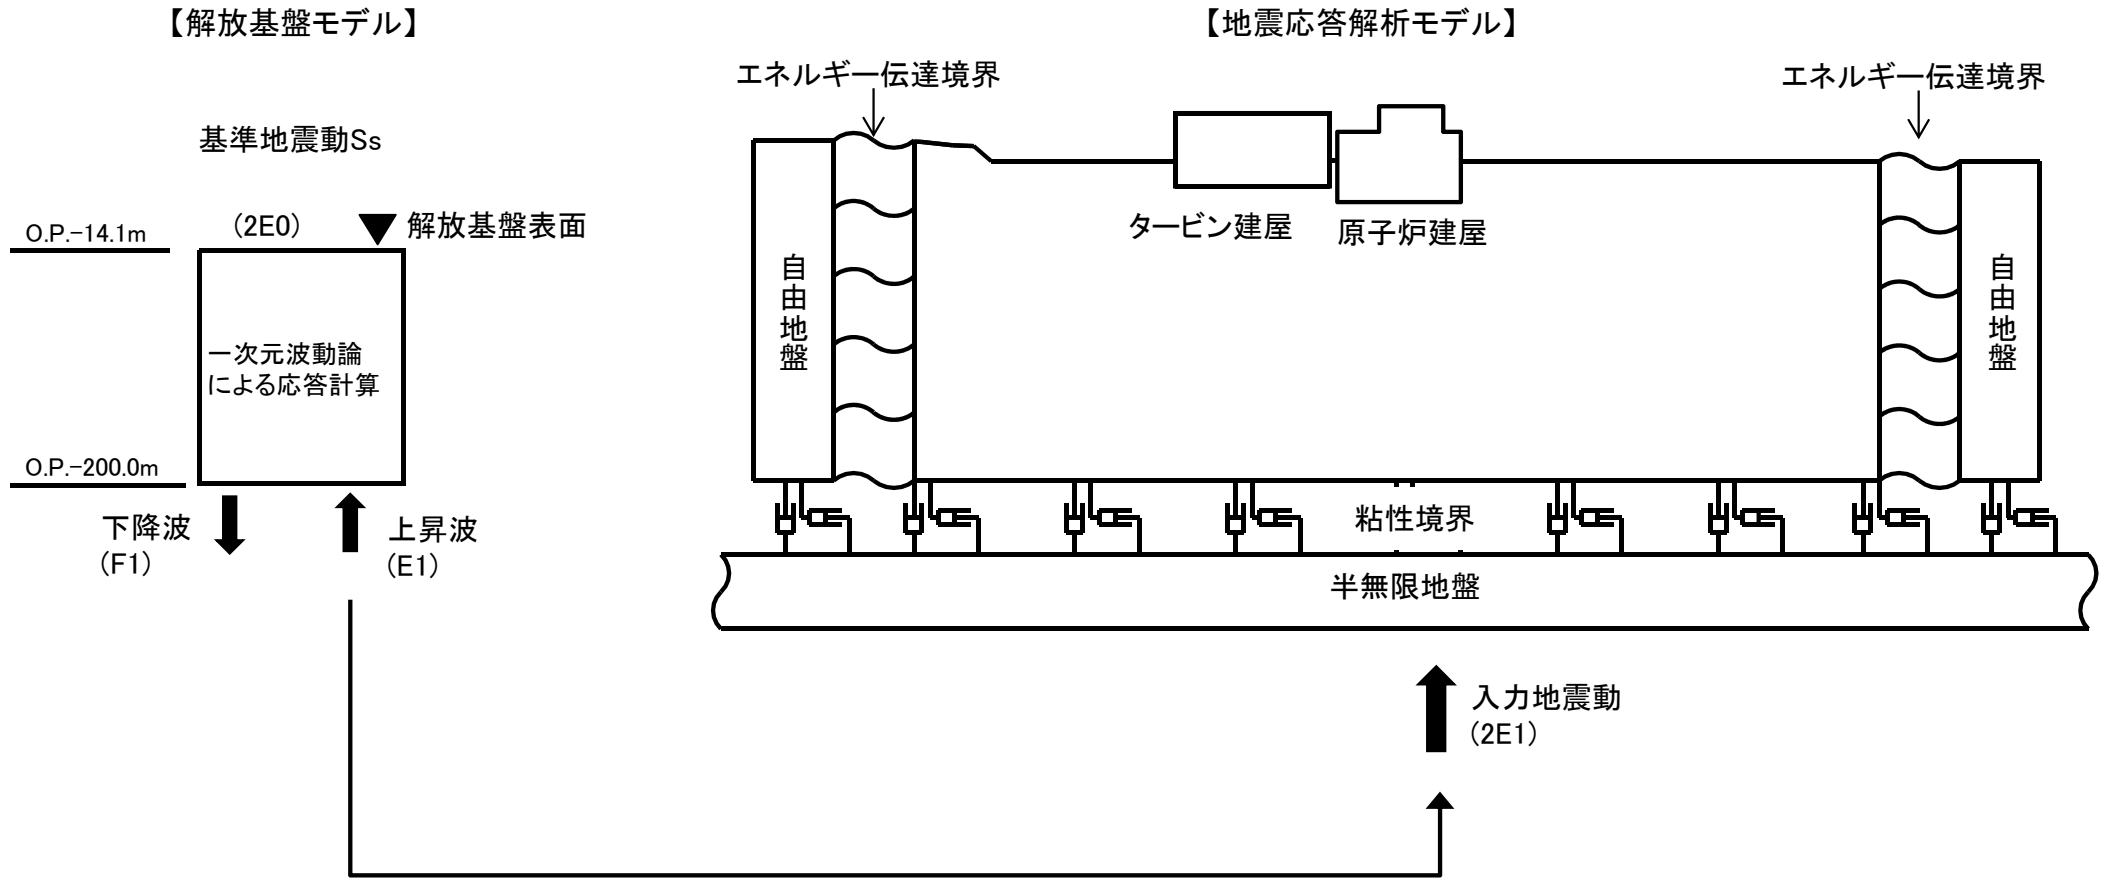 【解放基盤モデル】
【地震応答解析モデル】
エネルギー伝達境界
エネルギー伝達境界
基準地震動Ss
O.P.-14.1m
(2E0)
解放基盤表面
タービン建屋
原子炉建屋
自由地盤
自由地盤
一次元波動論
による応答計算
O.P.-200.0m
下降波
(F1)
上昇波
(E1)
粘性境界
半無限地盤
入力地震動
(2E1)